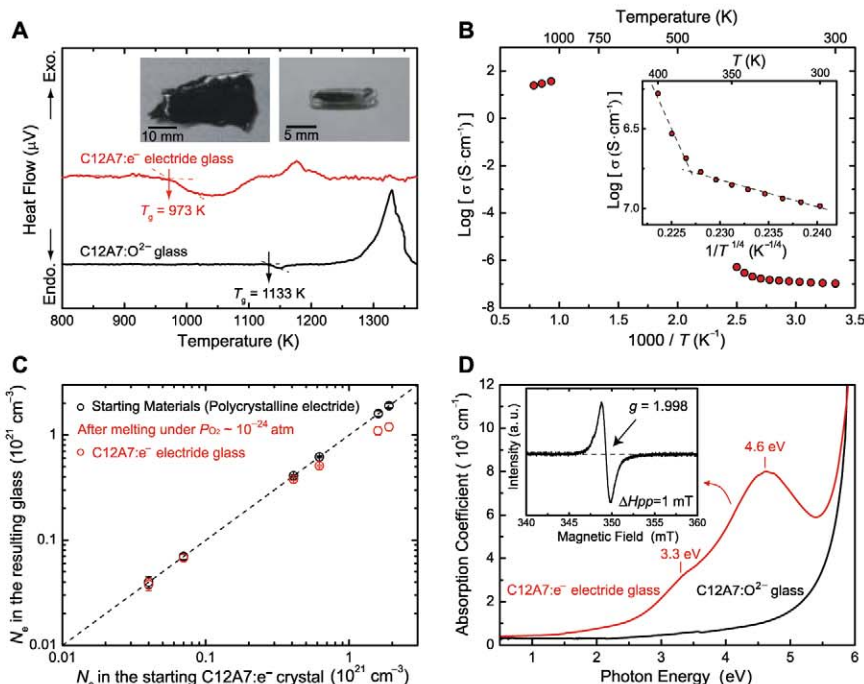 A
Exo.
Heat Flow (μV)
Endo.
10 mm
5 mm
C12A7:e⁻ electride glass
Tg = 973 K
C12A7:O²⁻ glass
Tg = 1133 K
800 900 1000 1100 1200 1300
Temperature (K)
B
Temperature (K)
1000 750 500 400 300
Log [ σ (S·cm⁻¹) ]
2
0
-2
-4
-6
-8
0.5 1.0 1.5 2.0 2.5 3.0 3.5
1000 / T (K⁻¹)
T (K)
400 350 300
Log [ σ (S·cm⁻¹) ]
6.5
7.0
0.225 0.230 0.235 0.240
1/T^1/4 (K^-1/4)
C
Ne in the resulting glass (10²¹ cm⁻³)
1
0.1
0.01
Starting Materials (Polycrystalline electride)
After melting under PO₂ ~ 10⁻²⁴ atm
C12A7:e⁻ electride glass
0.01 0.1 1
Ne in the starting C12A7:e⁻ crystal (10²¹ cm⁻³)
D
Absorption Coefficient (10³ cm⁻¹)
12
10
8
6
4
2
0
Intensity (a. u.)
g = 1.998
ΔHpp=1 mT
340 350 360
Magnetic Field (mT)
4.6 eV
3.3 eV
C12A7:e⁻ electride glass
C12A7:O²⁻ glass
1 2 3 4 5 6
Photon Energy (eV)